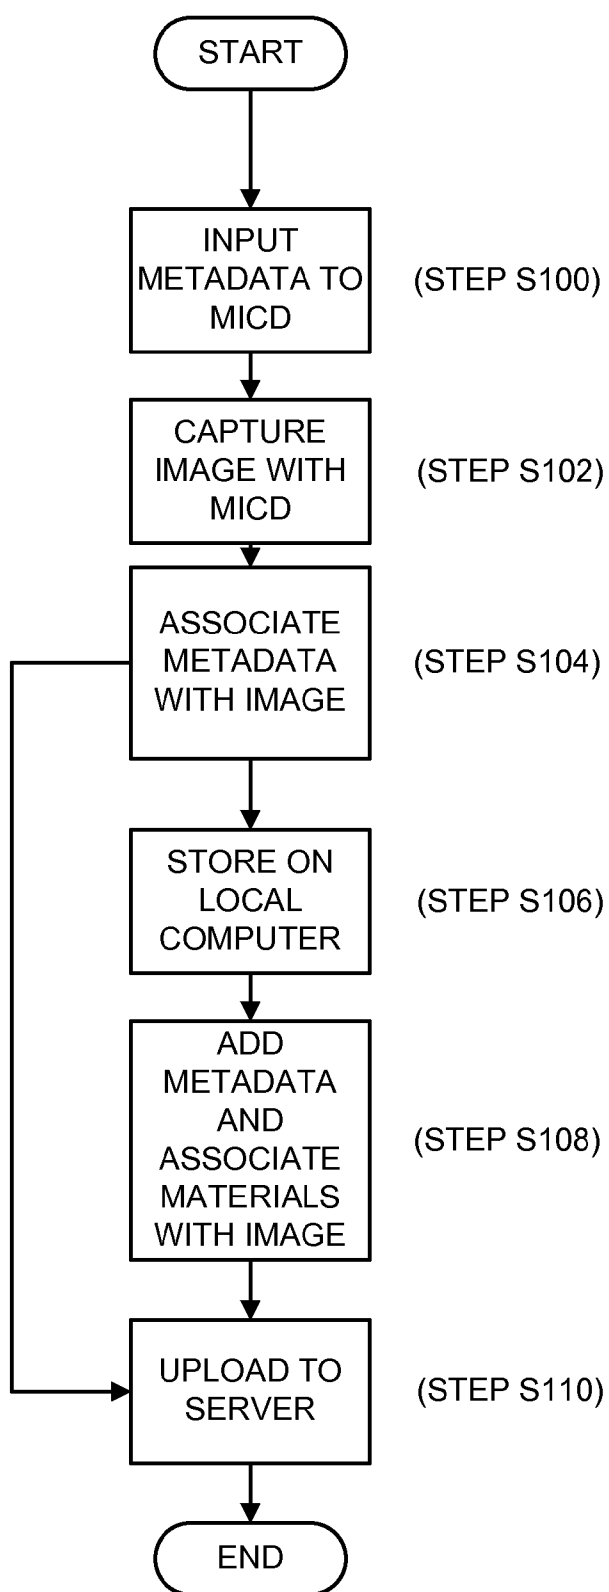 START
INPUT
METADATA TO
MICD
(STEP S100)
CAPTURE
IMAGE WITH
MICD
(STEP S102)
ASSOCIATE
METADATA
WITH IMAGE
(STEP S104)
STORE ON
LOCAL
COMPUTER
(STEP S106)
ADD
METADATA
AND
ASSOCIATE
MATERIALS
WITH IMAGE
(STEP S108)
UPLOAD TO
SERVER
(STEP S110)
END